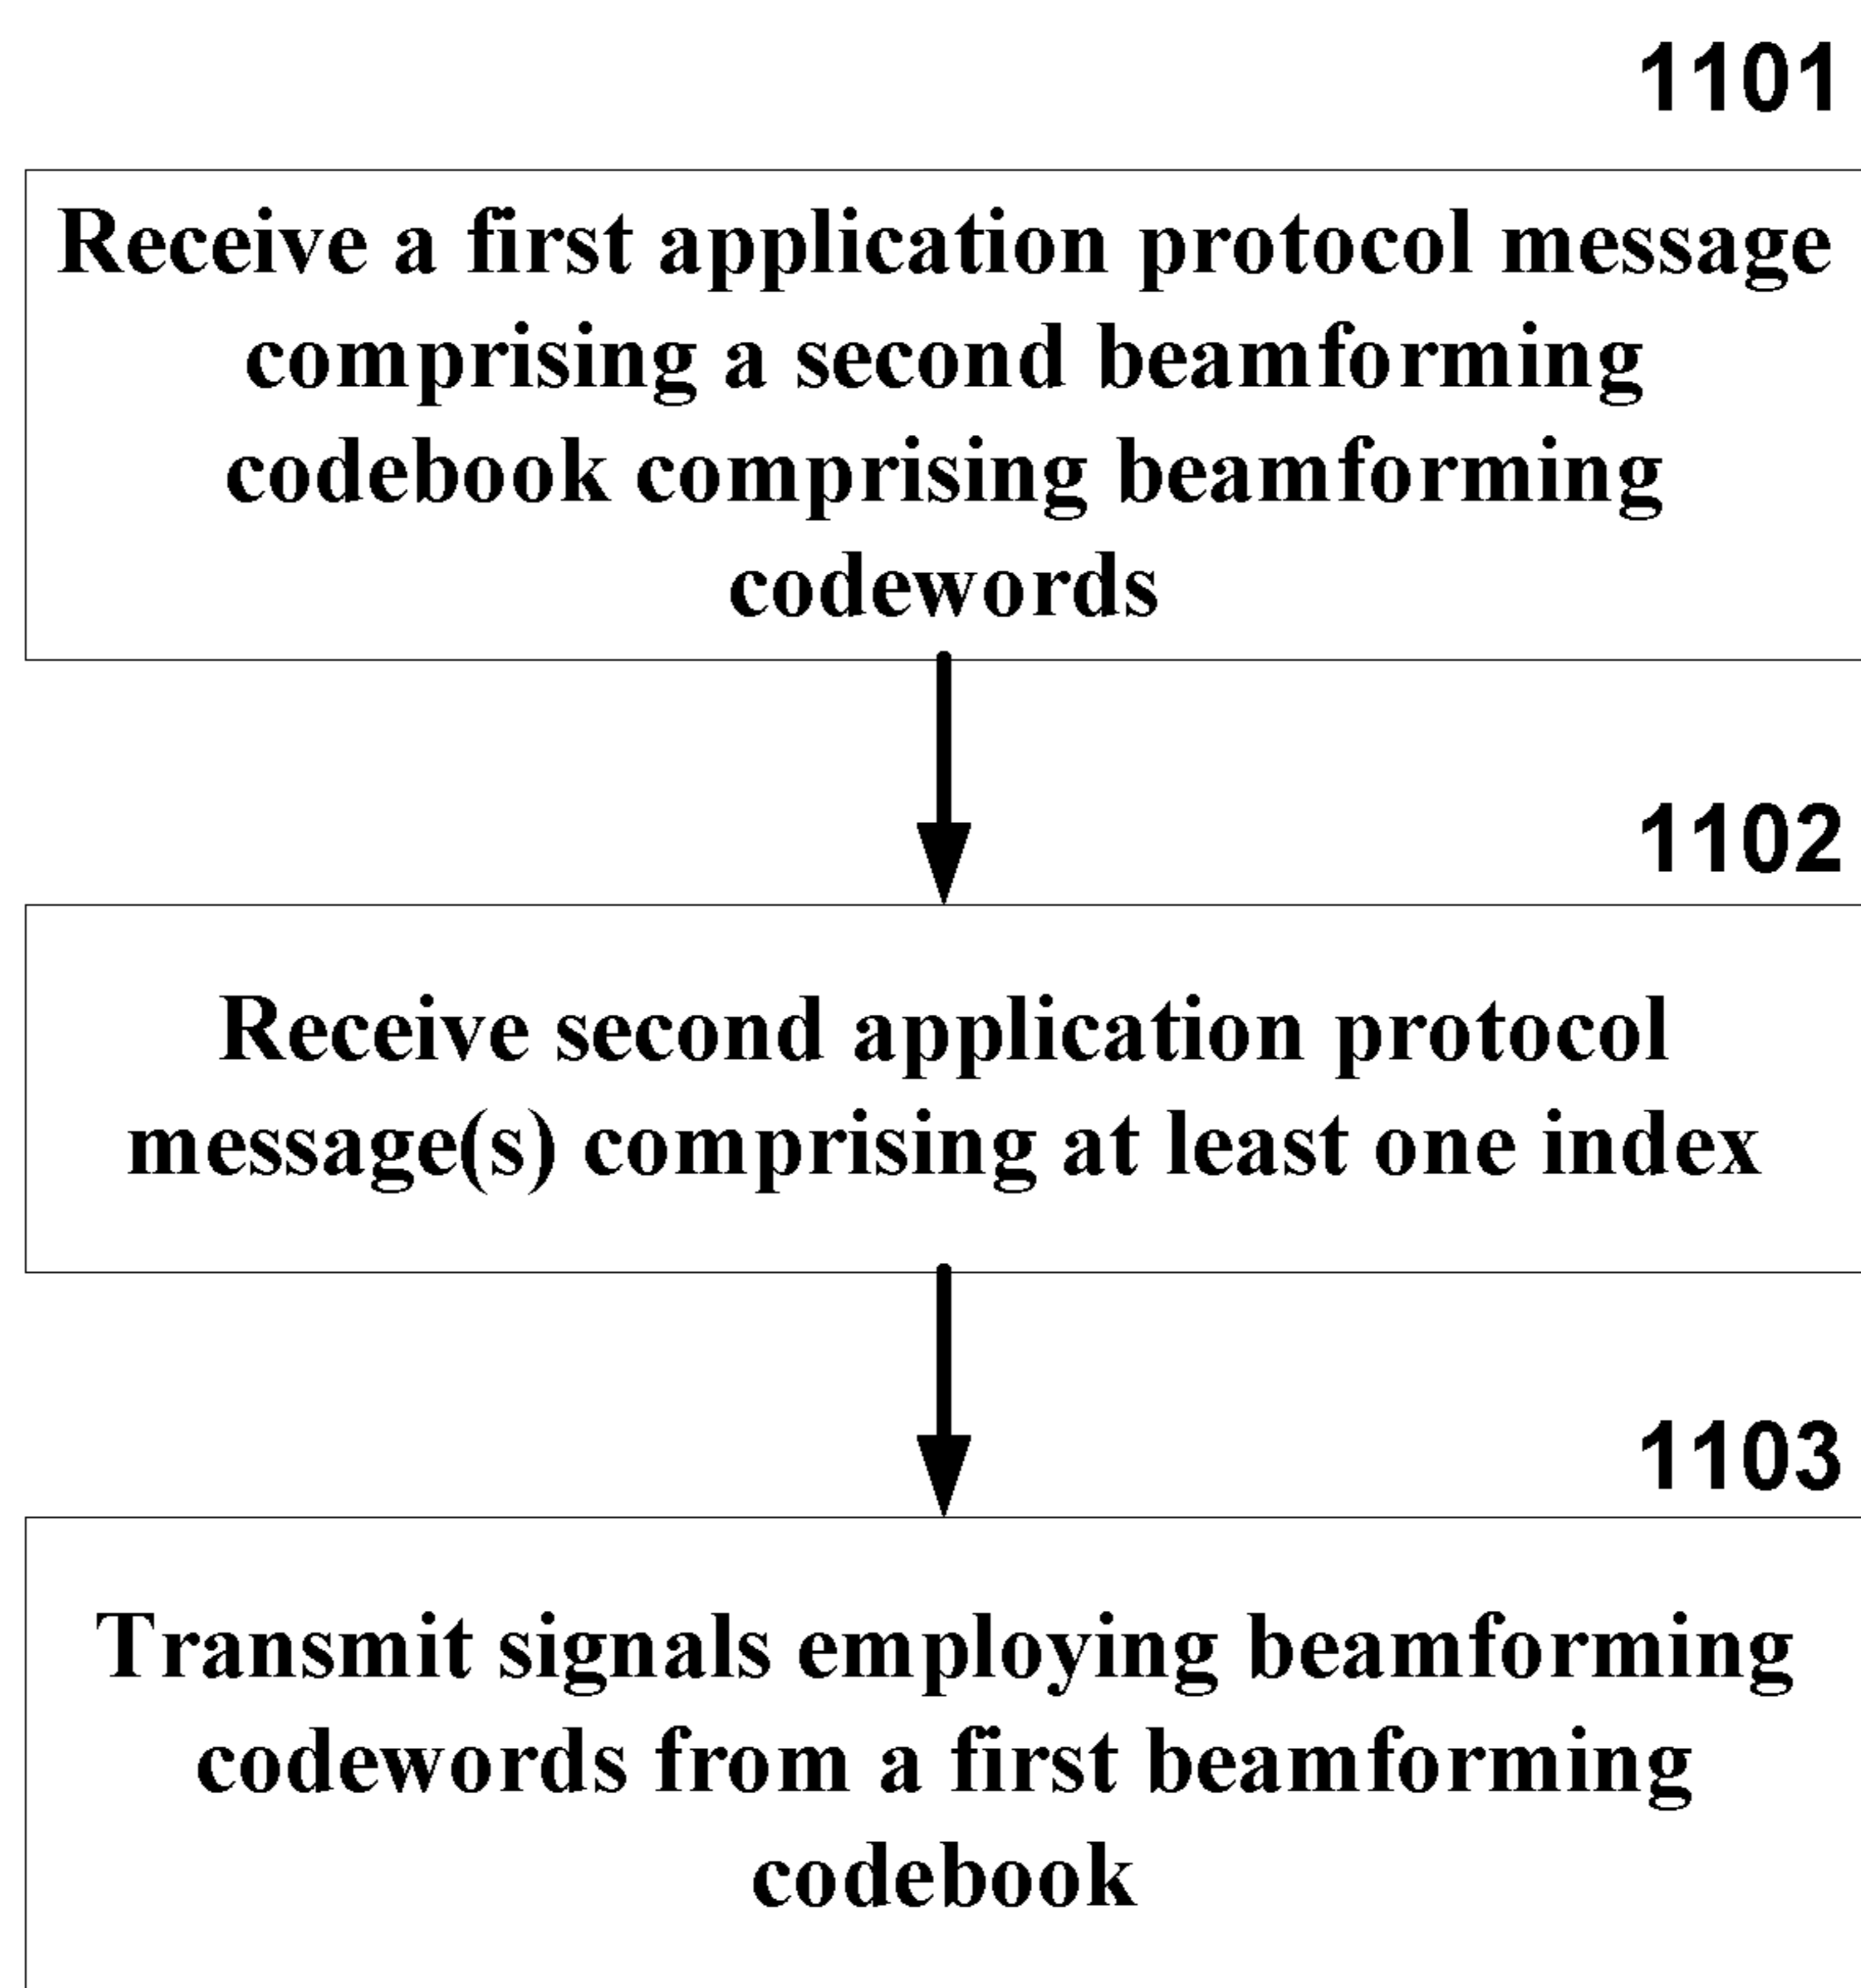 1101
Receive a first application protocol message
comprising a second beamforming
codebook comprising beamforming
codewords
1102
Receive second application protocol
message(s) comprising at least one index
1103
Transmit signals employing beamforming
codewords from a first beamforming
codebook